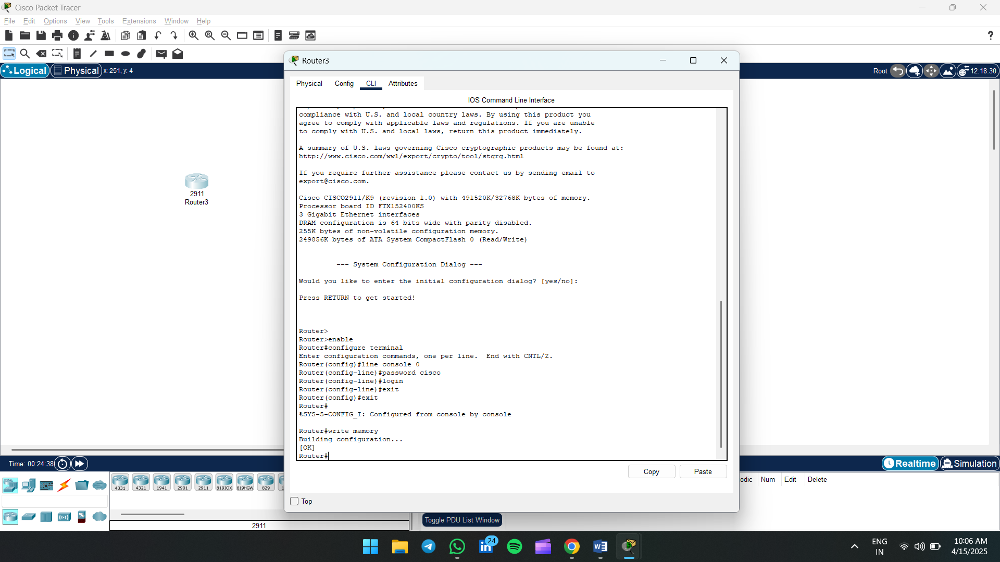 Cisco Packet Tracer
File Edit Options View Tools Extensions Window Help
Logical Physical x: 251, y: 4
Root 12:18:30
2911
Router3
Router3
Physical Config CLI Attributes
IOS Command Line Interface
compliance with U.S. and local country laws. By using this product you
agree to comply with applicable laws and regulations. If you are unable
to comply with U.S. and local laws, return this product immediately.
A summary of U.S. laws governing Cisco cryptographic products may be found at:
http://www.cisco.com/wwl/export/crypto/tool/stqrg.html
If you require further assistance please contact us by sending email to
export@cisco.com.
Cisco CISCO2911/K9 (revision 1.0) with 491520K/32768K bytes of memory.
Processor board ID FTX152400KS
3 Gigabit Ethernet interfaces
DRAM configuration is 64 bits wide with parity disabled.
255K bytes of non-volatile configuration memory.
249856K bytes of ATA System CompactFlash 0 (Read/Write)
--- System Configuration Dialog ---
Would you like to enter the initial configuration dialog? [yes/no]:
Press RETURN to get started!
Router>
Router>enable
Router#configure terminal
Enter configuration commands, one per line.  End with CNTL/Z.
Router(config)#line console 0
Router(config-line)#password cisco
Router(config-line)#login
Router(config-line)#exit
Router(config)#exit
Router#
%SYS-5-CONFIG_I: Configured from console by console
Router#write memory
Building configuration...
[OK]
Router#
Copy Paste
Top
Time: 00:24:38
Realtime Simulation
4331 4321 1941 2901 2911 819IOX 819HGW 829
odic Num Edit Delete
2911
Toggle PDU List Window
24
ENG
IN
10:06 AM
4/15/2025